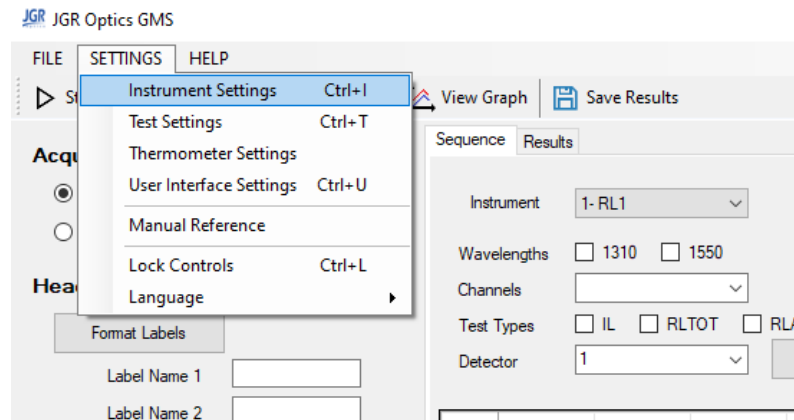 JGR JGR Optics GMS
FILE SETTINGS HELP
Instrument Settings Ctrl+I
Test Settings Ctrl+T
Thermometer Settings
User Interface Settings Ctrl+U
Manual Reference
Lock Controls Ctrl+L
Language
View Graph Save Results
Sequence Results
Instrument 1- RL1
Wavelengths 1310 1550
Channels
Test Types IL RLTOT
Detector 1
Format Labels
Label Name 1
Label Name 2